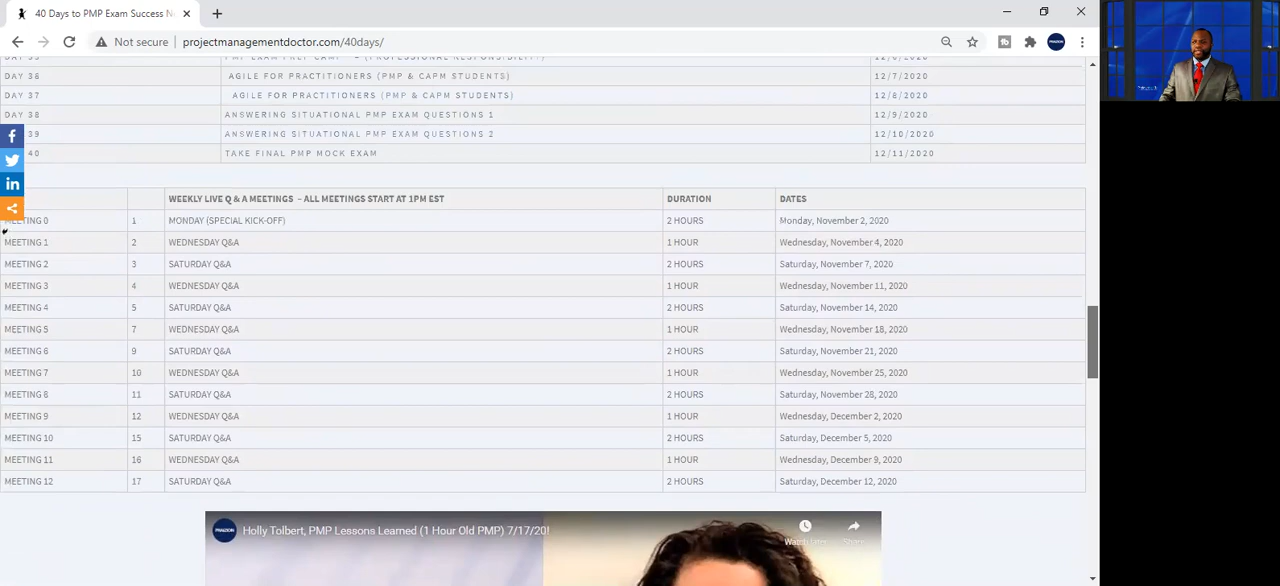 40 Days to PMP Exam Success N
Not secure projectmanagementdoctor.com/40days/
12/6/2020
DAY 36 AGILE FOR PRACTITIONERS (PMP & CAPM STUDENTS) 12/7/2020
DAY 37 AGILE FOR PRACTITIONERS (PMP & CAPM STUDENTS) 12/8/2020
DAY 38 ANSWERING SITUATIONAL PMP EXAM QUESTIONS 1 12/9/2020
39 ANSWERING SITUATIONAL PMP EXAM QUESTIONS 2 12/10/2020
40 TAKE FINAL PMP MOCK EXAM 12/11/2020
WEEKLY LIVE Q & A MEETINGS – ALL MEETINGS START AT 1PM EST DURATION DATES
MEETING 0 1 MONDAY (SPECIAL KICK-OFF) 2 HOURS Monday, November 2, 2020
MEETING 1 2 WEDNESDAY Q&A 1 HOUR Wednesday, November 4, 2020
MEETING 2 3 SATURDAY Q&A 2 HOURS Saturday, November 7, 2020
MEETING 3 4 WEDNESDAY Q&A 1 HOUR Wednesday, November 11, 2020
MEETING 4 5 SATURDAY Q&A 2 HOURS Saturday, November 14, 2020
MEETING 5 7 WEDNESDAY Q&A 1 HOUR Wednesday, November 18, 2020
MEETING 6 9 SATURDAY Q&A 2 HOURS Saturday, November 21, 2020
MEETING 7 10 WEDNESDAY Q&A 1 HOUR Wednesday, November 25, 2020
MEETING 8 11 SATURDAY Q&A 2 HOURS Saturday, November 28, 2020
MEETING 9 12 WEDNESDAY Q&A 1 HOUR Wednesday, December 2, 2020
MEETING 10 15 SATURDAY Q&A 2 HOURS Saturday, December 5, 2020
MEETING 11 16 WEDNESDAY Q&A 1 HOUR Wednesday, December 9, 2020
MEETING 12 17 SATURDAY Q&A 2 HOURS Saturday, December 12, 2020
Holly Tolbert, PMP Lessons Learned (1 Hour Old PMP) 7/17/20!
Watch later Share